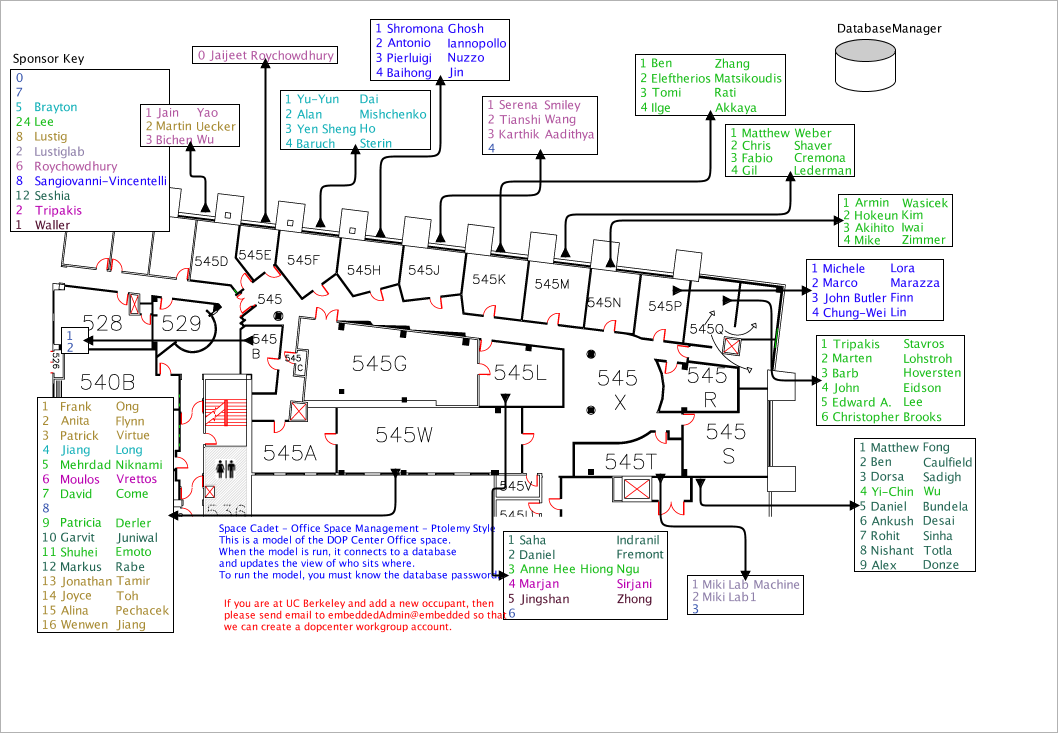 DatabaseManager
Sponsor Key
0
7
5 Brayton
24 Lee
8 Lustig
2 Lustiglab
6 Roychowdhury
8 Sangiovanni-Vincentelli
12 Seshia
2 Tripakis
1 Waller
0 Jaijeet Roychowdhury
1 Jain Yao
2 Martin Uecker
3 Bichen Wu
1 Shromona Ghosh
2 Antonio Iannopollo
3 Pierluigi Nuzzo
4 Baihong Jin
1 Yu-Yun Dai
2 Alan Mishchenko
3 Yen Sheng Ho
4 Baruch Sterin
1 Serena Smiley
2 Tianshi Wang
3 Karthik Aadithya
4
1 Ben Zhang
2 Eleftherios Matsikoudis
3 Tomi Rati
4 Ilge Akkaya
1 Matthew Weber
2 Chris Shaver
3 Fabio Cremona
4 Gil Lederman
1 Armin Wasicek
2 Hokeun Kim
3 Akihito Iwai
4 Mike Zimmer
1 Michele Lora
2 Marco Marazza
3 John Butler Finn
4 Chung-Wei Lin
1 Tripakis Stavros
2 Marten Lohstroh
3 Barb Hoversten
4 John Eidson
5 Edward A. Lee
6 Christopher Brooks
545D
545E
545F
545H
545J
545K
545M
545N
545P
545Q
545
528
529
545
B
545
C
545G
545L
545
X
545
R
526
1
2
540B
545A
545W
545T
545
S
545V
545U
536
1 Frank Ong
2 Anita Flynn
3 Patrick Virtue
4 Jiang Long
5 Mehrdad Niknami
6 Moulos Vrettos
7 David Come
8
9 Patricia Derler
10 Garvit Juniwal
11 Shuhei Emoto
12 Markus Rabe
13 Jonathan Tamir
14 Joyce Toh
15 Alina Pechacek
16 Wenwen Jiang
Space Cadet - Office Space Management - Ptolemy Style
This is a model of the DOP Center Office space.
When the model is run, it connects to a database
and updates the view of who sits where.
To run the model, you must know the database password.
If you are at UC Berkeley and add a new occupant, then
please send email to embeddedAdmin@embedded so that
we can create a dopcenter workgroup account.
1 Saha Indranil
2 Daniel Fremont
3 Anne Hee Hiong Ngu
4 Marjan Sirjani
5 Jingshan Zhong
6
1 Miki Lab Machine
2 Miki Lab1
3
1 Matthew Fong
2 Ben Caulfield
3 Dorsa Sadigh
4 Yi-Chin Wu
5 Daniel Bundela
6 Ankush Desai
7 Rohit Sinha
8 Nishant Totla
9 Alex Donze